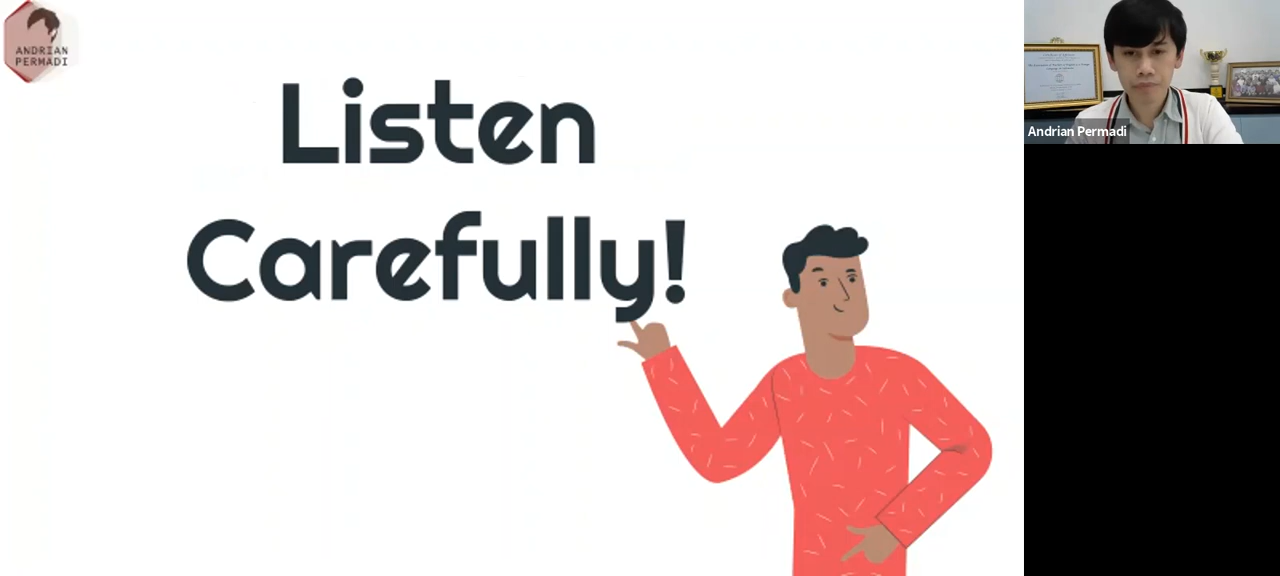 ANDRIAN
PERMADI
Listen
Carefully!
Andrian Permadi